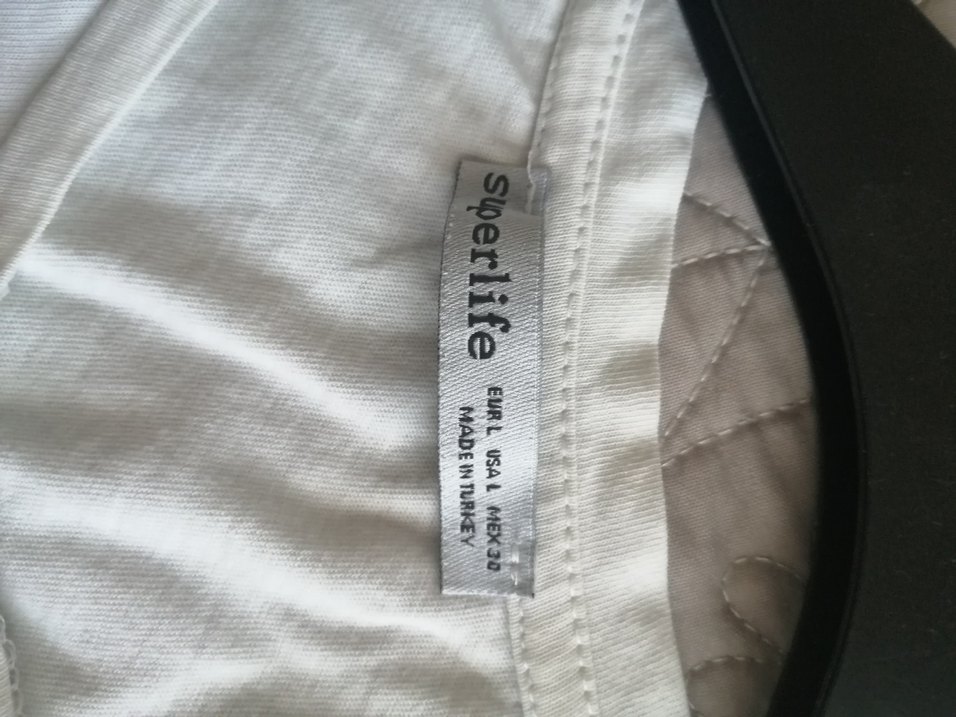 superlife
EUR L USA L MEX 30
MADE IN TURKEY